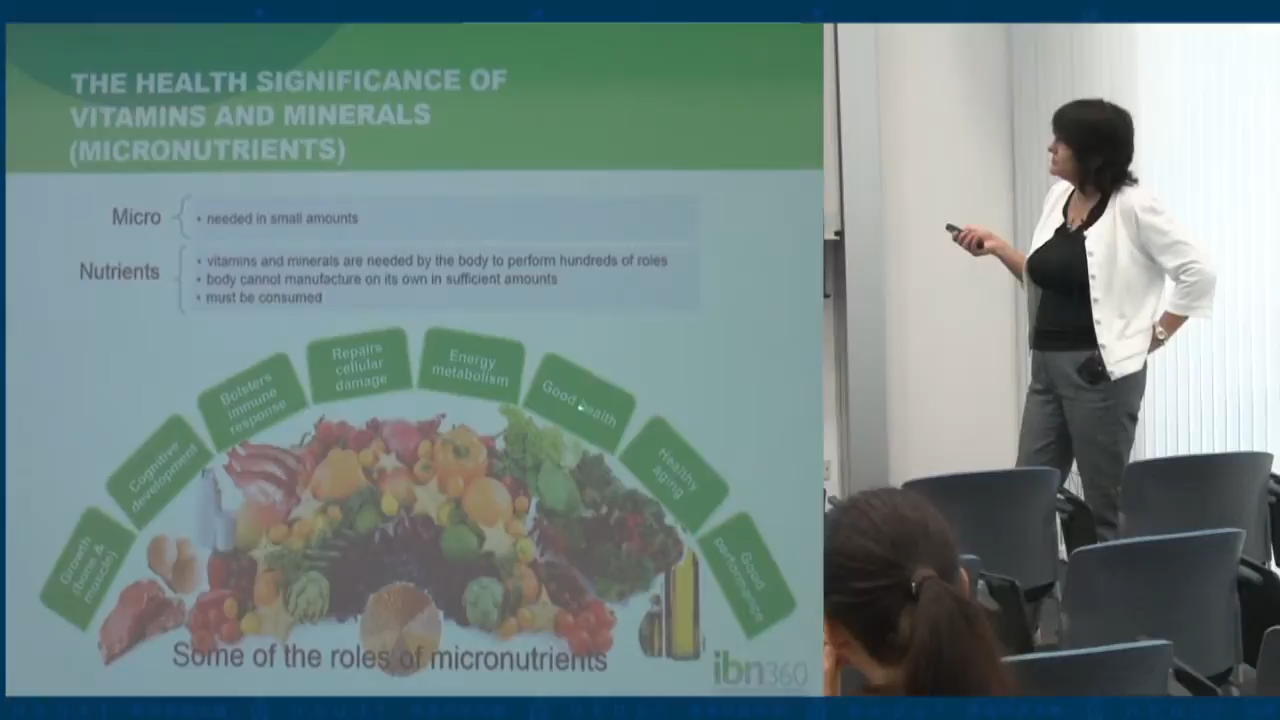 THE HEALTH SIGNIFICANCE OF
VITAMINS AND MINERALS
(MICRONUTRIENTS)
Micro
• needed in small amounts
Nutrients
• vitamins and minerals are needed by the body to perform hundreds of roles
• body cannot manufacture on its own in sufficient amounts
• must be consumed
Growth
(bone &
muscle)
Cognitive
development
Bolsters
immune
response
Repairs
cellular
damage
Energy
metabolism
Good health
Healthy
aging
Good
performance
Some of the roles of micronutrients
ibn360